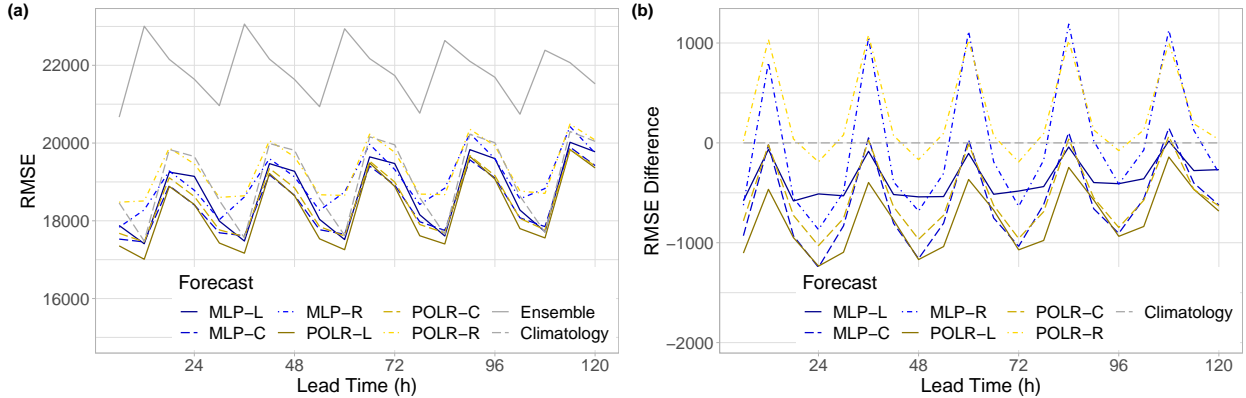 (a)
RMSE
22000
20000
18000
16000
24
48
72
96
120
Lead Time (h)
Forecast
MLP−L
MLP−R
POLR−C
Ensemble
MLP−C
POLR−L
POLR−R
Climatology
(b)
RMSE Difference
1000
0
−1000
−2000
24
48
72
96
120
Lead Time (h)
Forecast
MLP−L
MLP−R
POLR−C
Climatology
MLP−C
POLR−L
POLR−R